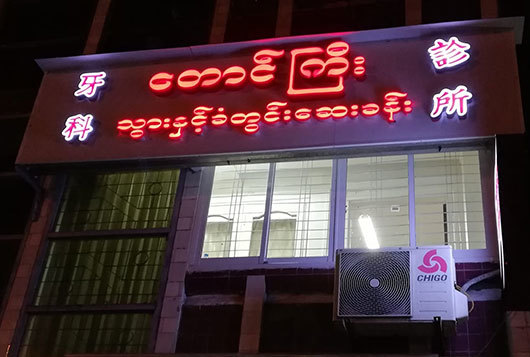 牙科
တောင်ကြီး
သွားနှင့်ခံတွင်းဆေးခန်း
診所
CHIGO